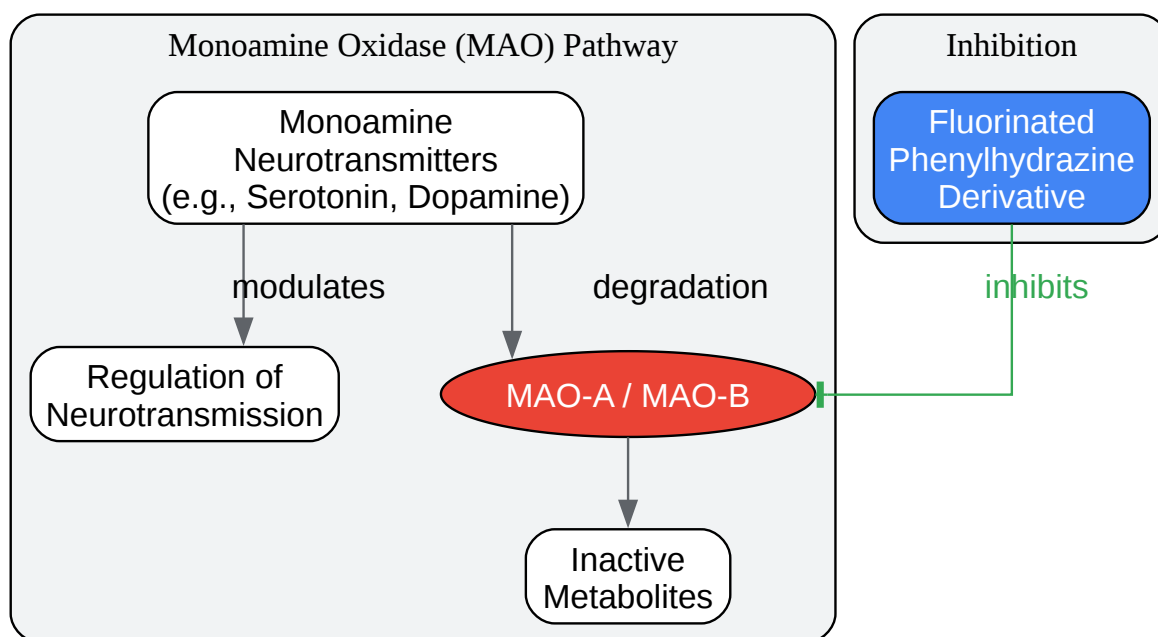 Monoamine Oxidase (MAO) Pathway
Inhibition
Monoamine
Neurotransmitters
(e.g., Serotonin, Dopamine)
Fluorinated
Phenylhydrazine
Derivative
modulates
degradation
inhibits
Regulation of
Neurotransmission
MAO-A / MAO-B
Inactive
Metabolites